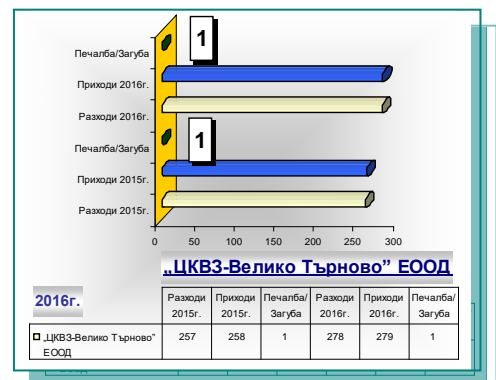 1
Печалба/Загуба
Приходи 2016г.
Разходи 2016г.
1
Печалба/Загуба
Приходи 2015г.
Разходи 2015г.
0 50 100 150 200 250 300
„ЦКВЗ-Велико Търново” ЕООД
2016г.
Разходи 2015г. Приходи 2015г. Печалба/ Загуба Разходи 2016г. Приходи 2016г. Печалба/ Загуба
„ЦКВЗ-Велико Търново” ЕООД 257 258 1 278 279 1